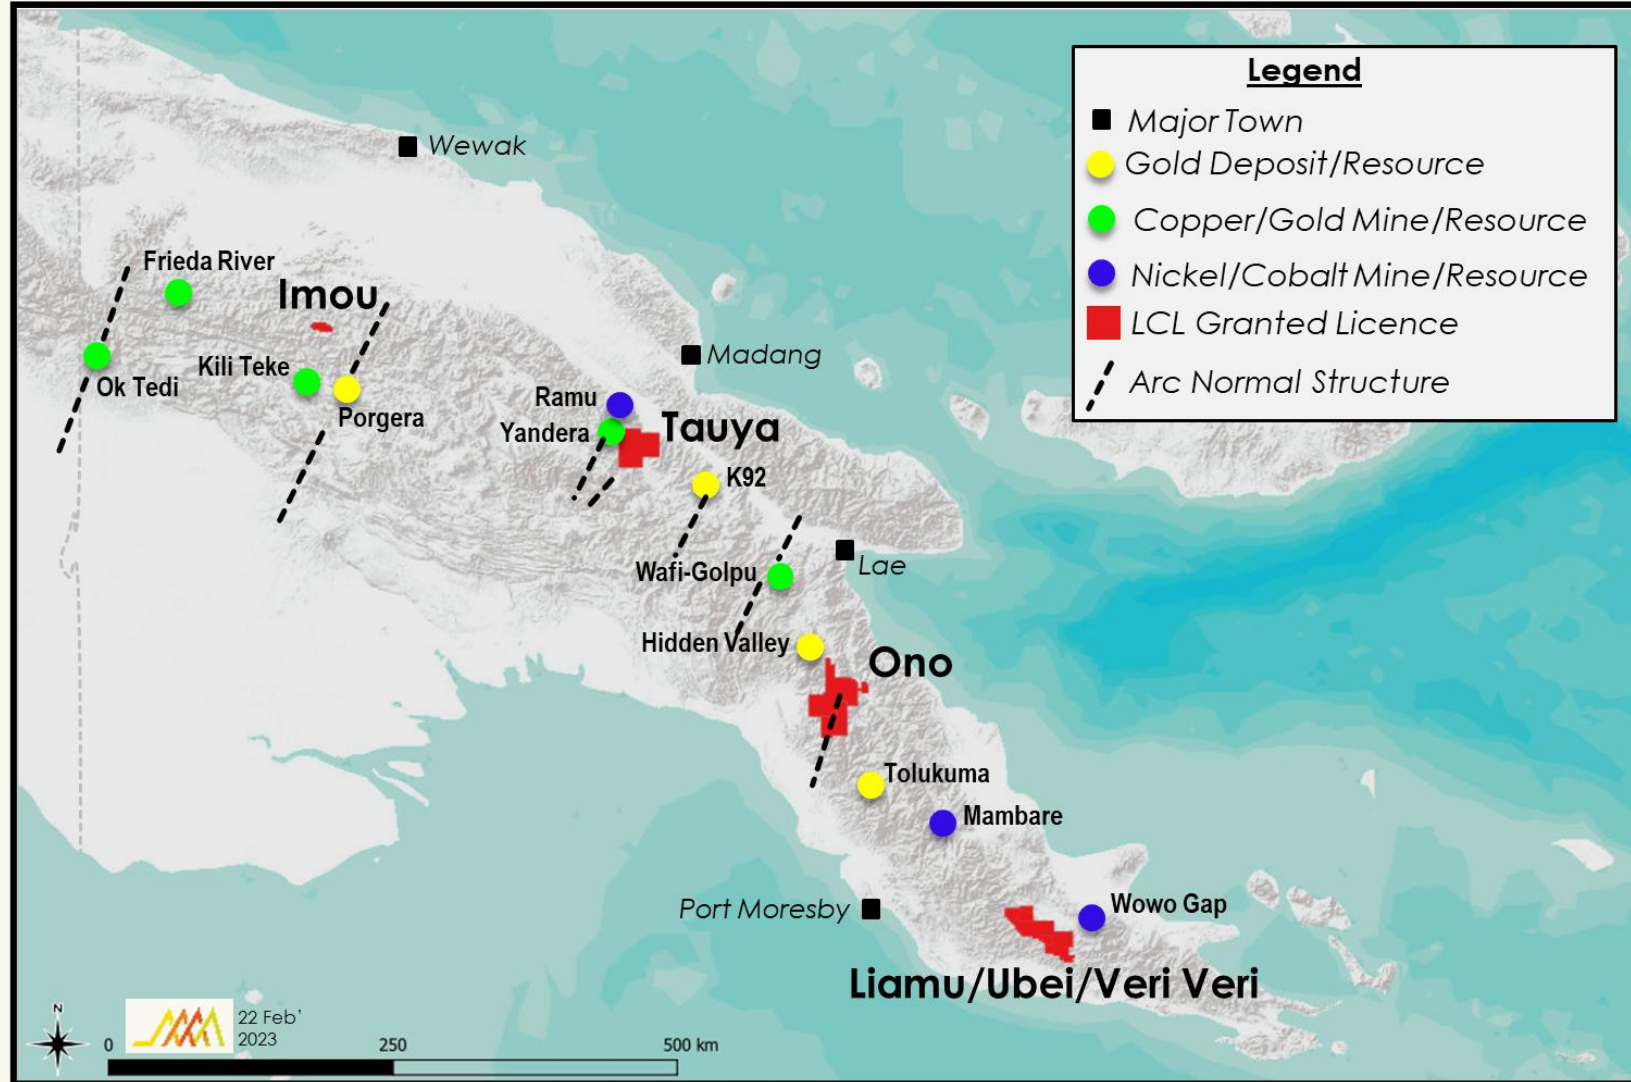 Legend
Major Town
Gold Deposit/Resource
Copper/Gold Mine/Resource
Nickel/Cobalt Mine/Resource
LCL Granted Licence
Arc Normal Structure
Wewak
Frieda River
Imou
Madang
Kili Teke
Ok Tedi
Porgera
Ramu
Yandera
Tauya
K92
Wafi-Golpu
Lae
Hidden Valley
Ono
Tolukuma
Mambare
Port Moresby
Wowo Gap
Liamu/Ubei/Veri Veri
N
22 Feb'
2023
0 250 500 km